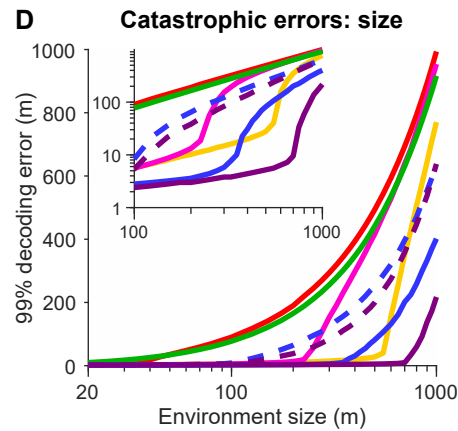 D Catastrophic errors: size
99% decoding error (m)
1000
800
600
400
200
0
100
10
1
100 1000
20 100 1000
Environment size (m)